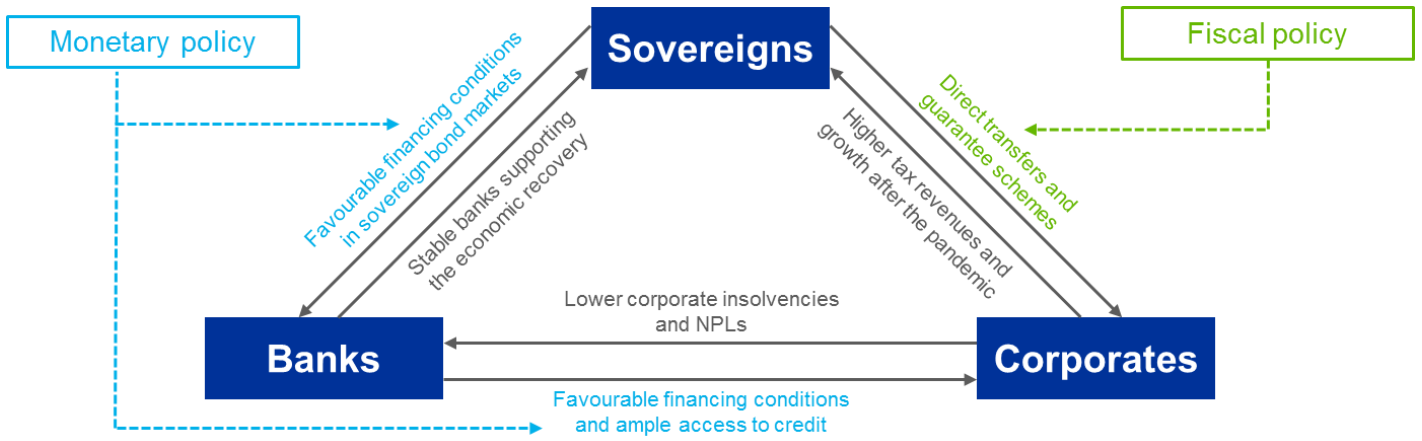 Monetary policy
Sovereigns
Fiscal policy
Favourable financing conditions
in sovereign bond markets
Stable banks supporting
the economic recovery
Direct transfers and
guarantee schemes
Higher tax revenues and
growth after the pandemic
Lower corporate insolvencies
and NPLs
Banks
Corporates
Favourable financing conditions
and ample access to credit